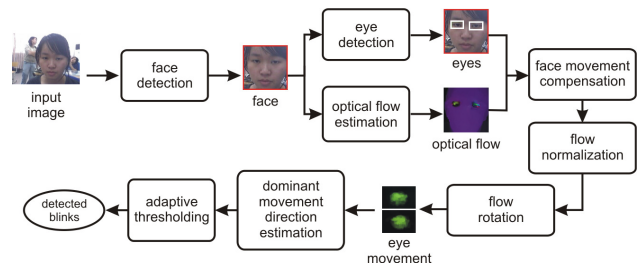 input
image
face
detection
face
eye
detection
eyes
optical flow
estimation
optical flow
face movement
compensation
flow
normalization
flow
rotation
eye
movement
dominant
movement
direction
estimation
adaptive
thresholding
detected
blinks